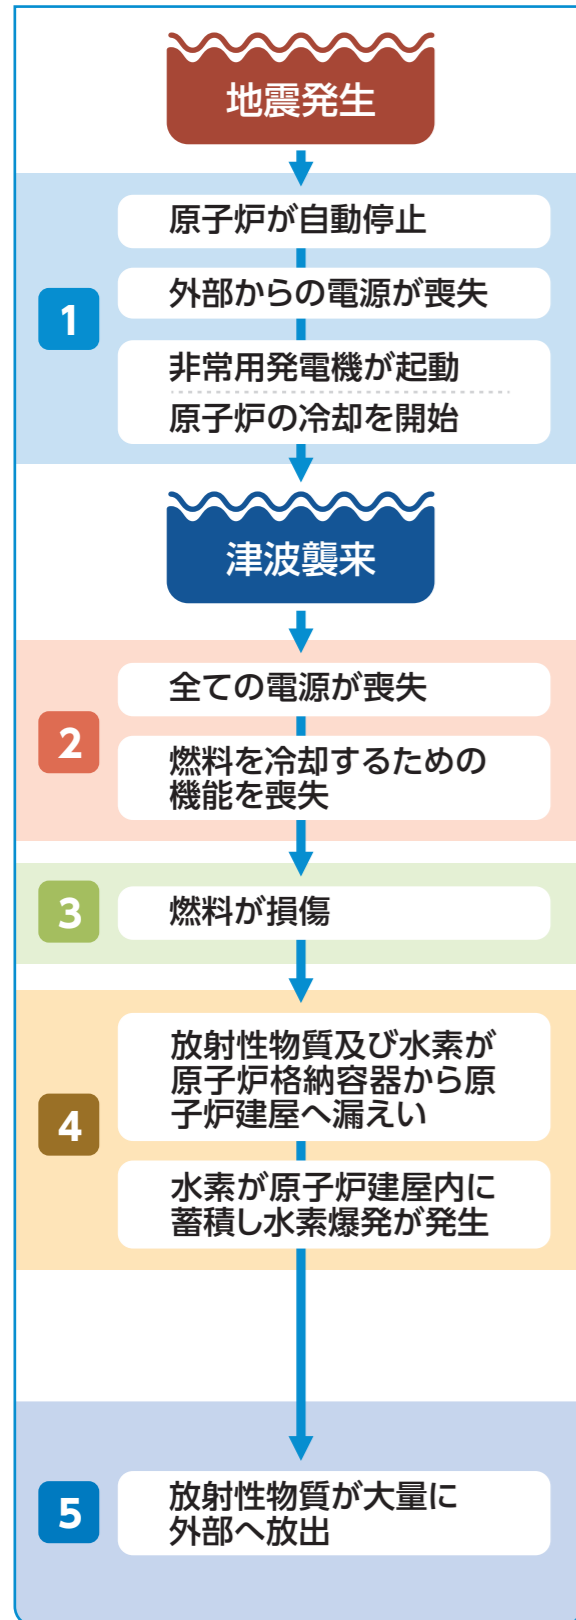 地震発生
1
原子炉が自動停止
外部からの電源が喪失
非常用発電機が起動
原子炉の冷却を開始
津波襲来
2
全ての電源が喪失
燃料を冷却するための
機能を喪失
3
燃料が損傷
4
放射性物質及び水素が
原子炉格納容器から原
子炉建屋へ漏えい
水素が原子炉建屋内に
蓄積し水素爆発が発生
5
放射性物質が大量に
外部へ放出